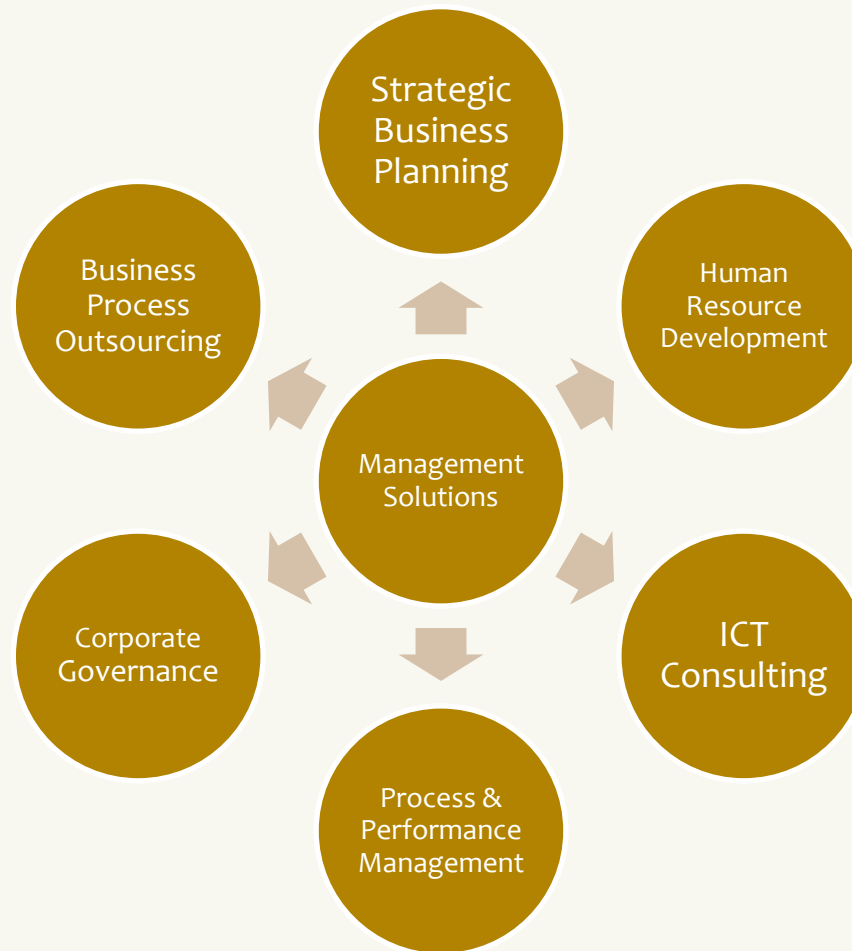 Strategic
Business
Planning
Business
Process
Outsourcing
Human
Resource
Development
Management
Solutions
Corporate
Governance
ICT
Consulting
Process &
Performance
Management